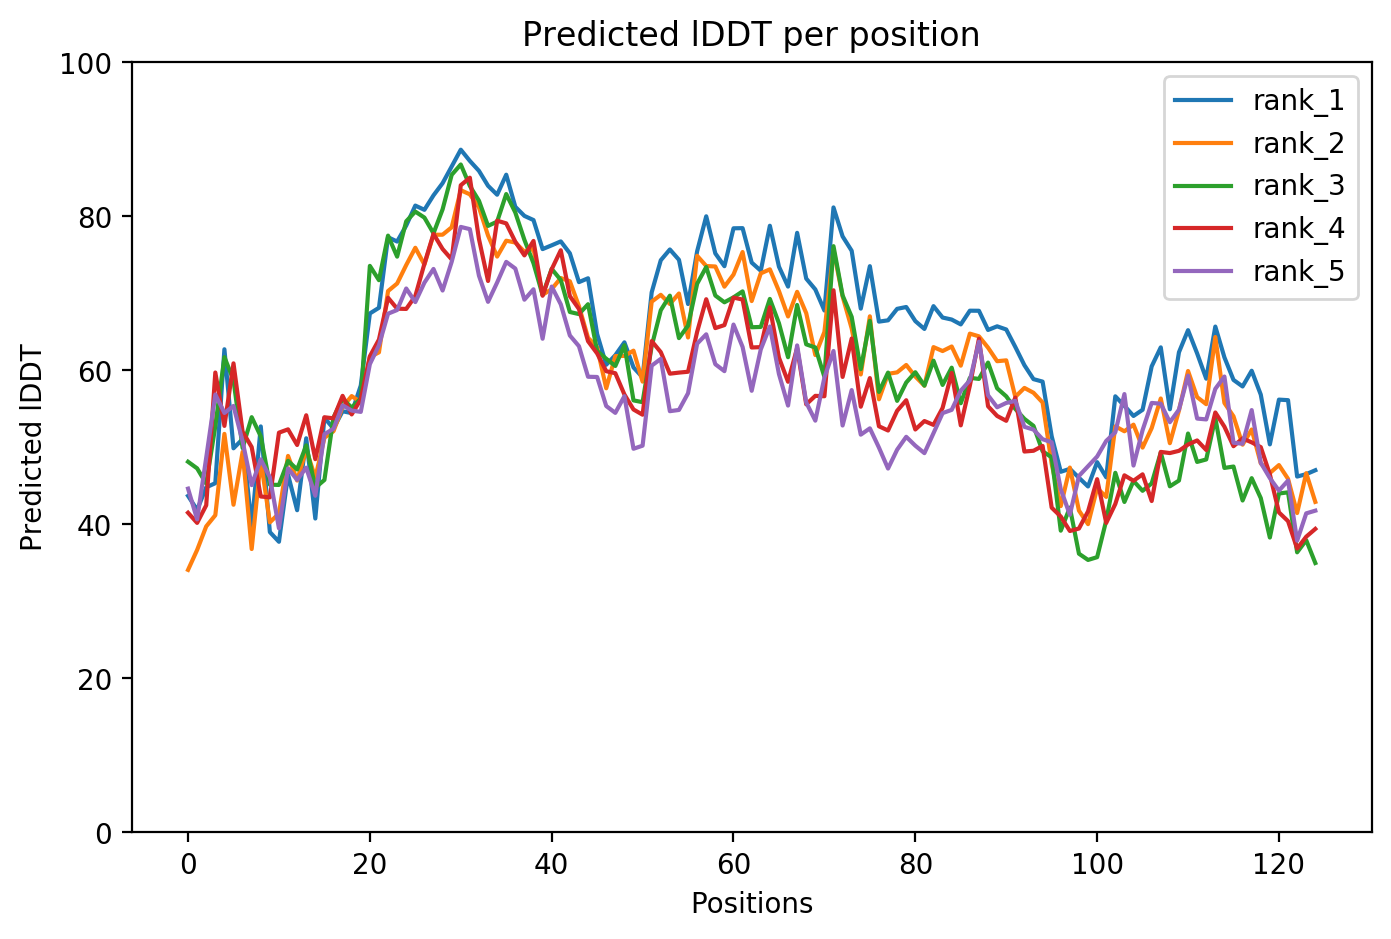 Predicted lDDT per position
100
80
60
40
20
0
Predicted lDDT
0 20 40 60 80 100 120
Positions
rank_1
rank_2
rank_3
rank_4
rank_5